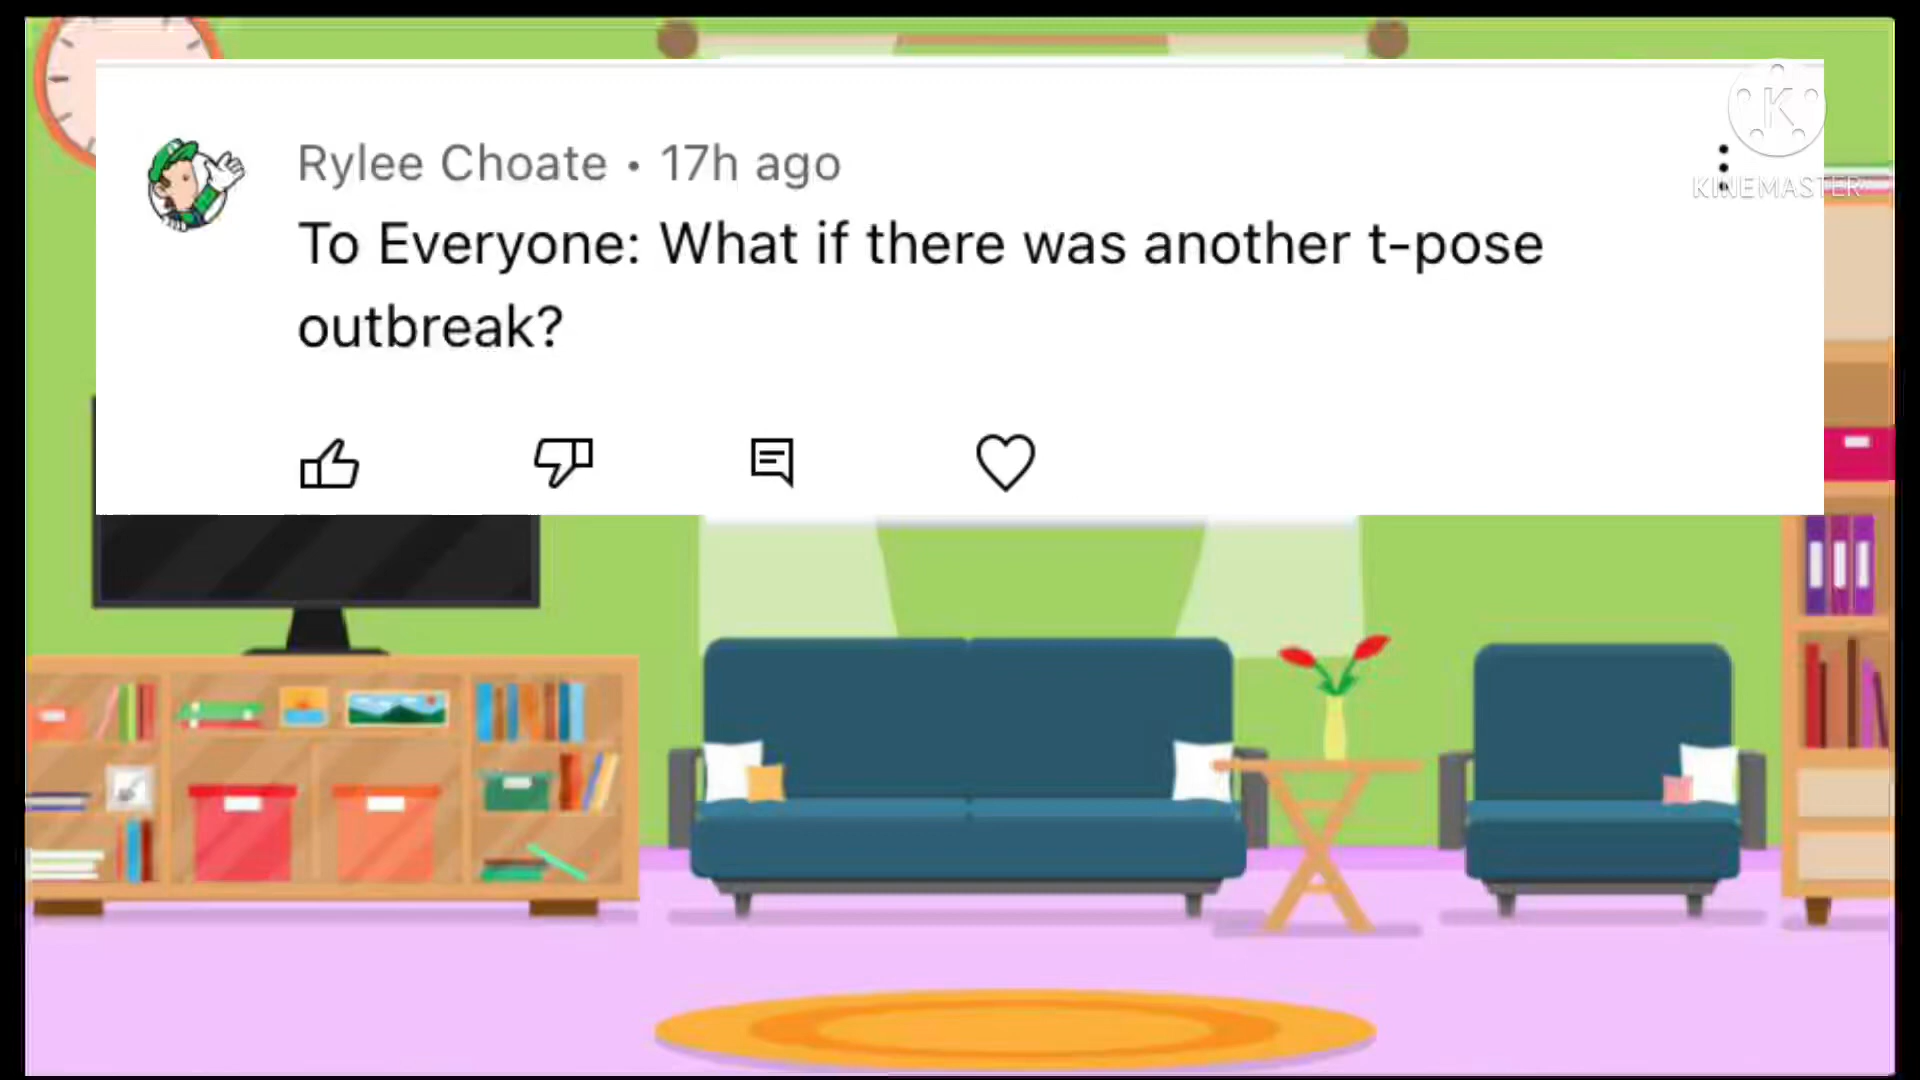 Rylee Choate • 17h ago
To Everyone: What if there was another t-pose
outbreak?
K
KINEMASTER